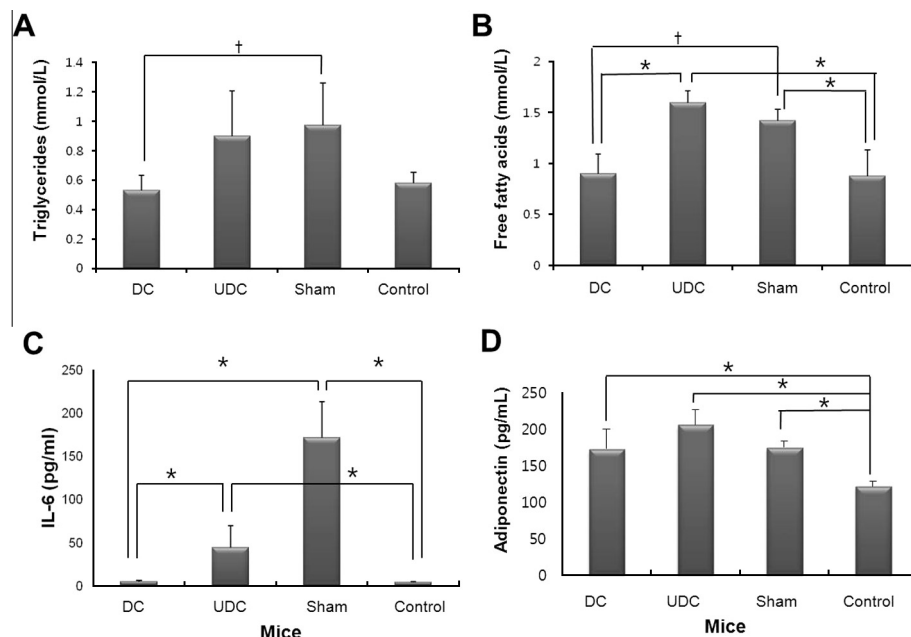 A
Triglycerides (mmol/L)
1.4
1.2
1
0.8
0.6
0.4
0.2
0
†
DC UDC Sham Control
B
Free fatty acids (mmol/L)
2
1.5
1
0.5
0
†
* *
*
DC UDC Sham Control
C
IL-6 (pg/ml)
250
200
150
100
50
0
* *
* *
DC UDC Sham Control
Mice
D
Adiponectin (pg/mL)
250
200
150
100
50
0
*
*
*
DC UDC Sham Control
Mice